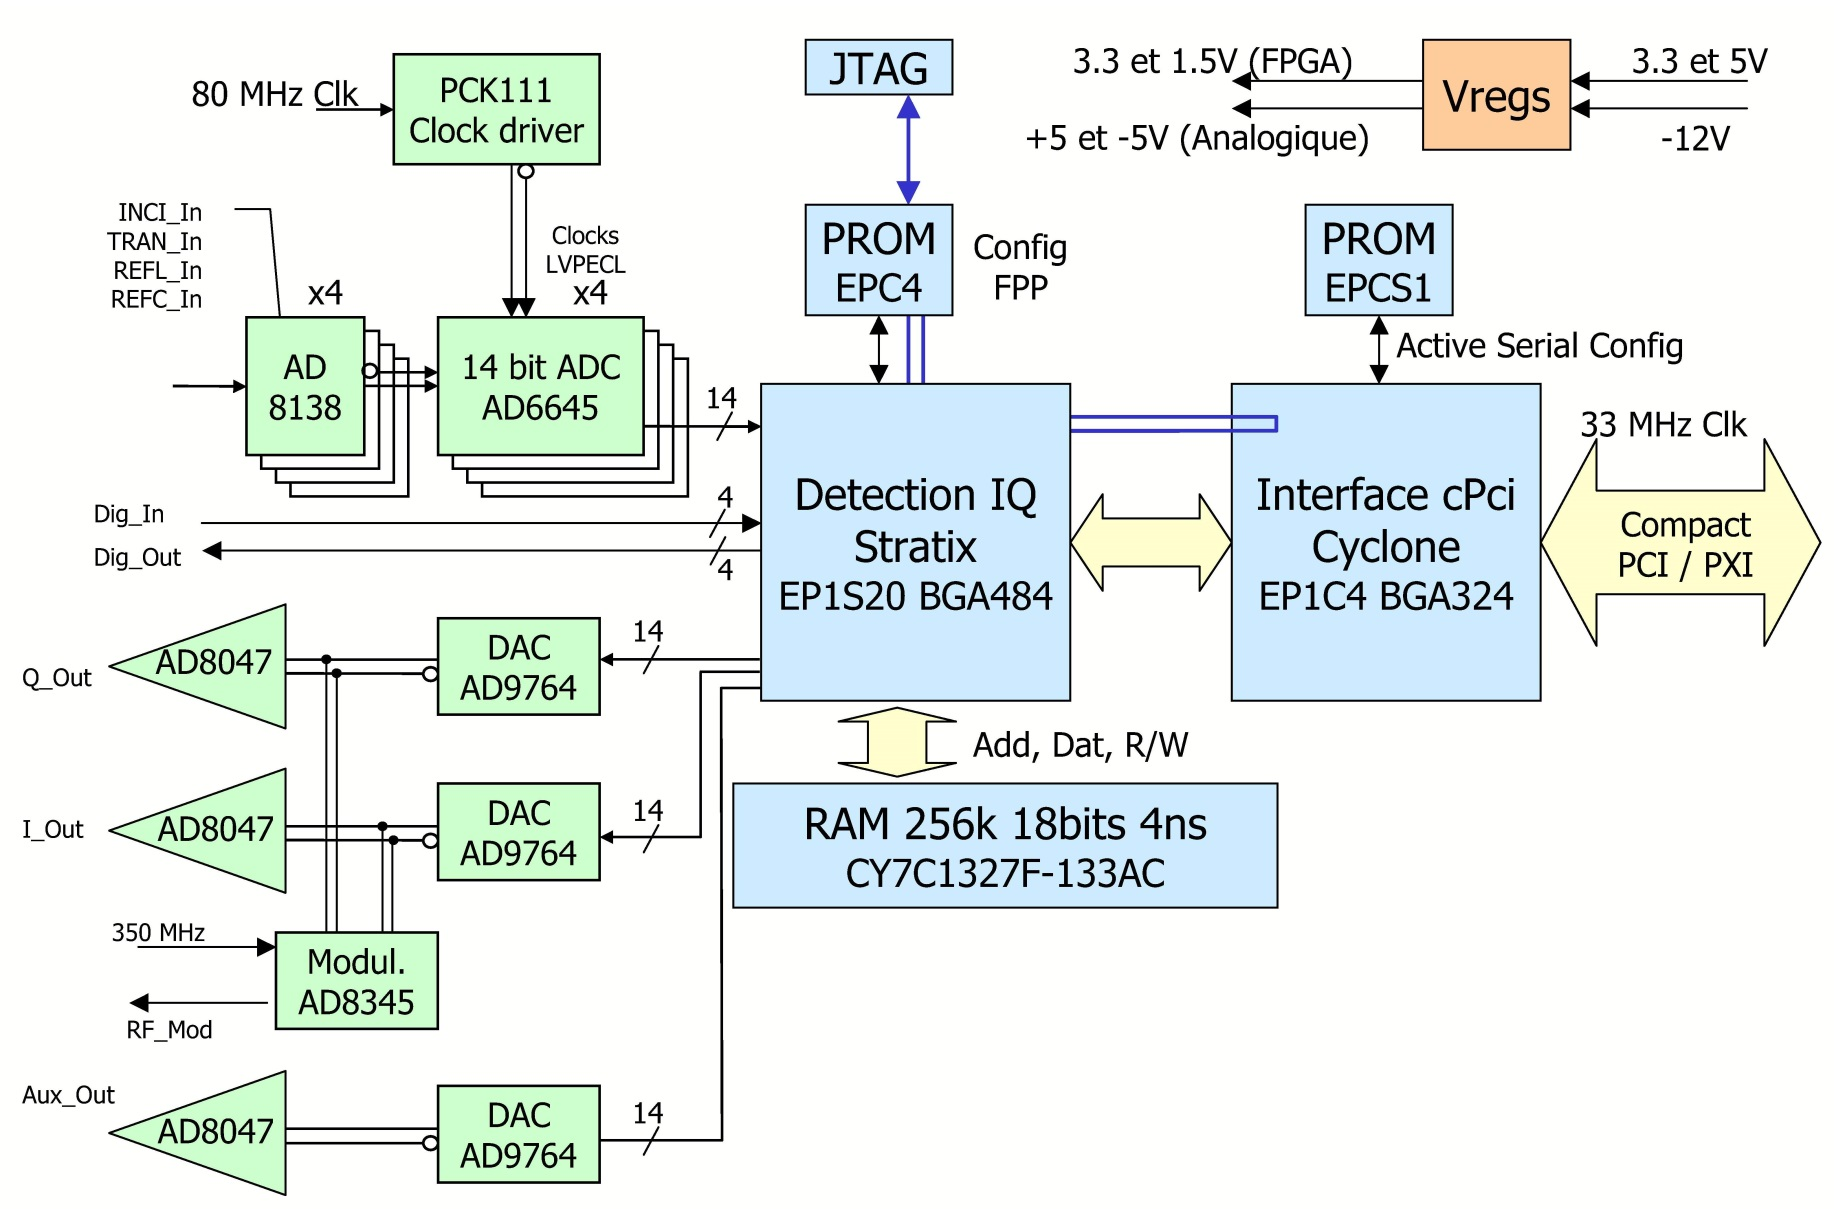 80 MHz Clk
PCK111
Clock driver
JTAG
3.3 et 1.5V (FPGA)
+5 et -5V (Analogique)
Vregs
3.3 et 5V
-12V
INCI_In
TRAN_In
REFL_In
REFC_In
x4
Clocks
LVPECL
x4
PROM
EPC4
Config
FPP
PROM
EPCS1
Active Serial Config
AD
8138
14 bit ADC
AD6645
14
Dig_In
4
Dig_Out
4
Detection IQ
Stratix
EP1S20 BGA484
Interface cPci
Cyclone
EP1C4 BGA324
33 MHz Clk
Compact
PCI / PXI
Q_Out
AD8047
DAC
AD9764
14
Add, Dat, R/W
RAM 256k 18bits 4ns
CY7C1327F-133AC
I_Out
AD8047
DAC
AD9764
14
350 MHz
Modul.
AD8345
RF_Mod
Aux_Out
AD8047
DAC
AD9764
14